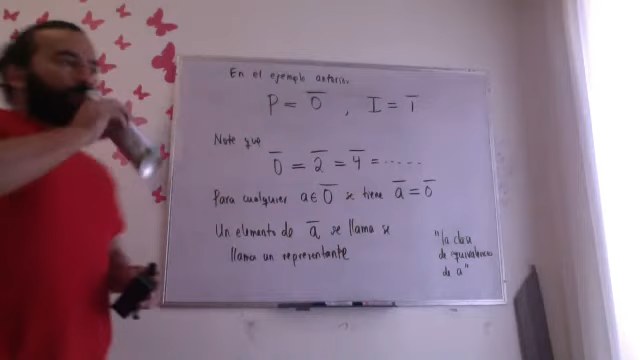 En el ejemplo anterior
P = 0̅ , I = 1̅
Note que
0̅ = 2̅ = 4̅ = ......
Para cualquier a ∈ 0̅ se tiene a̅ = 0̅
Un elemento de a̅ se llama se
llama un representante
"la clase
de equivalencia
de a"